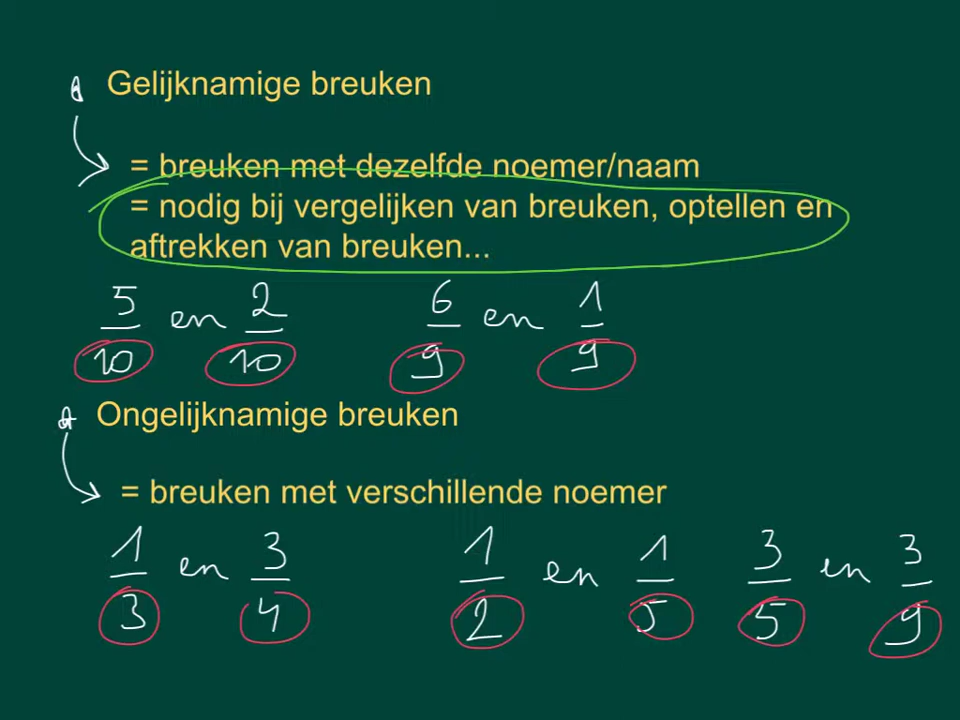 Gelijknamige breuken
= breuken met dezelfde noemer/naam
= nodig bij vergelijken van breuken, optellen en
aftrekken van breuken...
5/10 en 2/10 6/9 en 1/9
Ongelijknamige breuken
= breuken met verschillende noemer
1/3 en 3/4 1/2 en 1/5 3/5 en 3/9